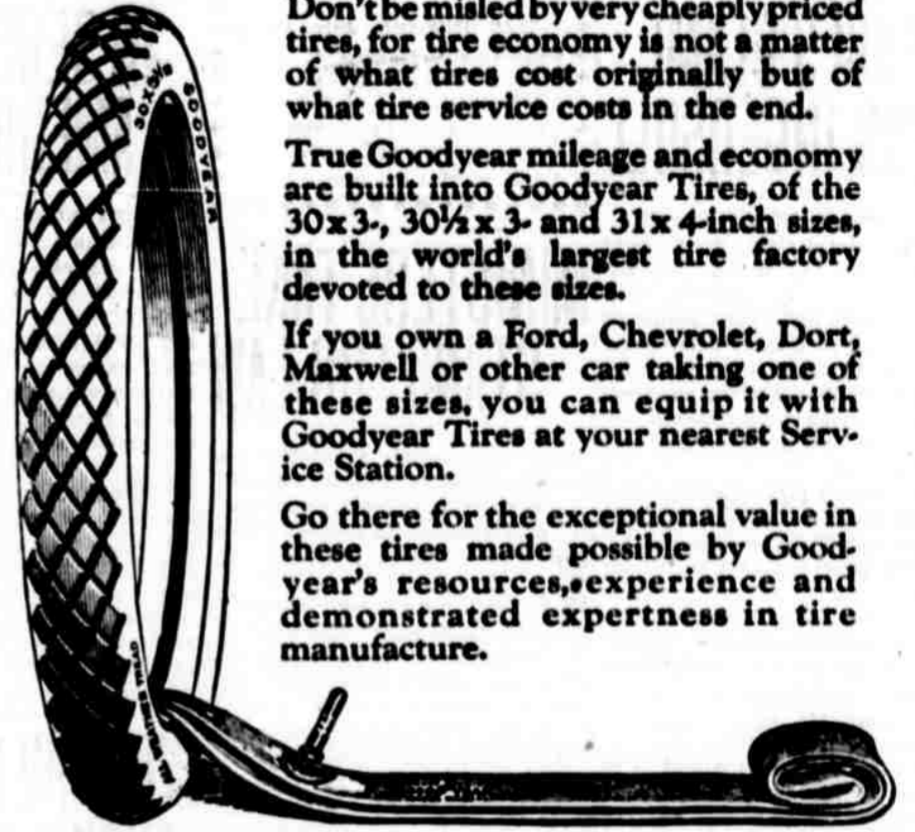 Don't be misled by very cheaply priced
tires, for tire economy is not a matter
of what tires cost originally but of
what tire service costs in the end.
True Goodyear mileage and economy
are built into Goodyear Tires, of the
30x3-, 30½x3- and 31x4-inch sizes,
in the world's largest tire factory
devoted to these sizes.
If you own a Ford, Chevrolet, Dort,
Maxwell or other car taking one of
these sizes, you can equip it with
Goodyear Tires at your nearest Serv-
ice Station.
Go there for the exceptional value in
these tires made possible by Good-
year's resources, experience and
demonstrated expertness in tire
manufacture.
30x3½ GOODYEAR
ALL WEATHER TREAD